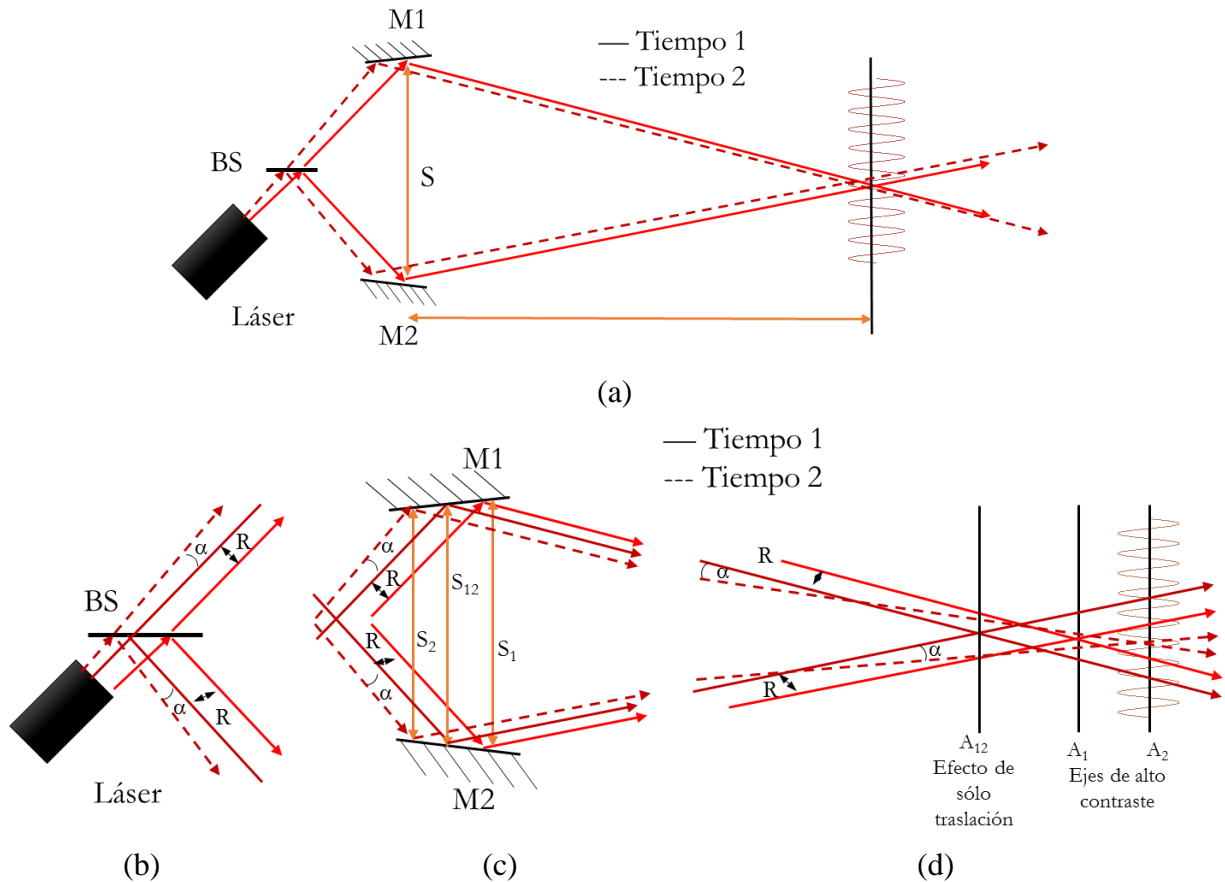 M1
Tiempo 1
Tiempo 2
BS
S
Láser
M2
(a)
Tiempo 1
Tiempo 2
M1
α
R
BS
α
R
Láser
α
R
S₁₂
R
S₂
S₁
α
M2
R
α
α
R
A₁₂
Efecto de
sólo
traslación
A₁
A₂
Ejes de alto
contraste
(b)
(c)
(d)